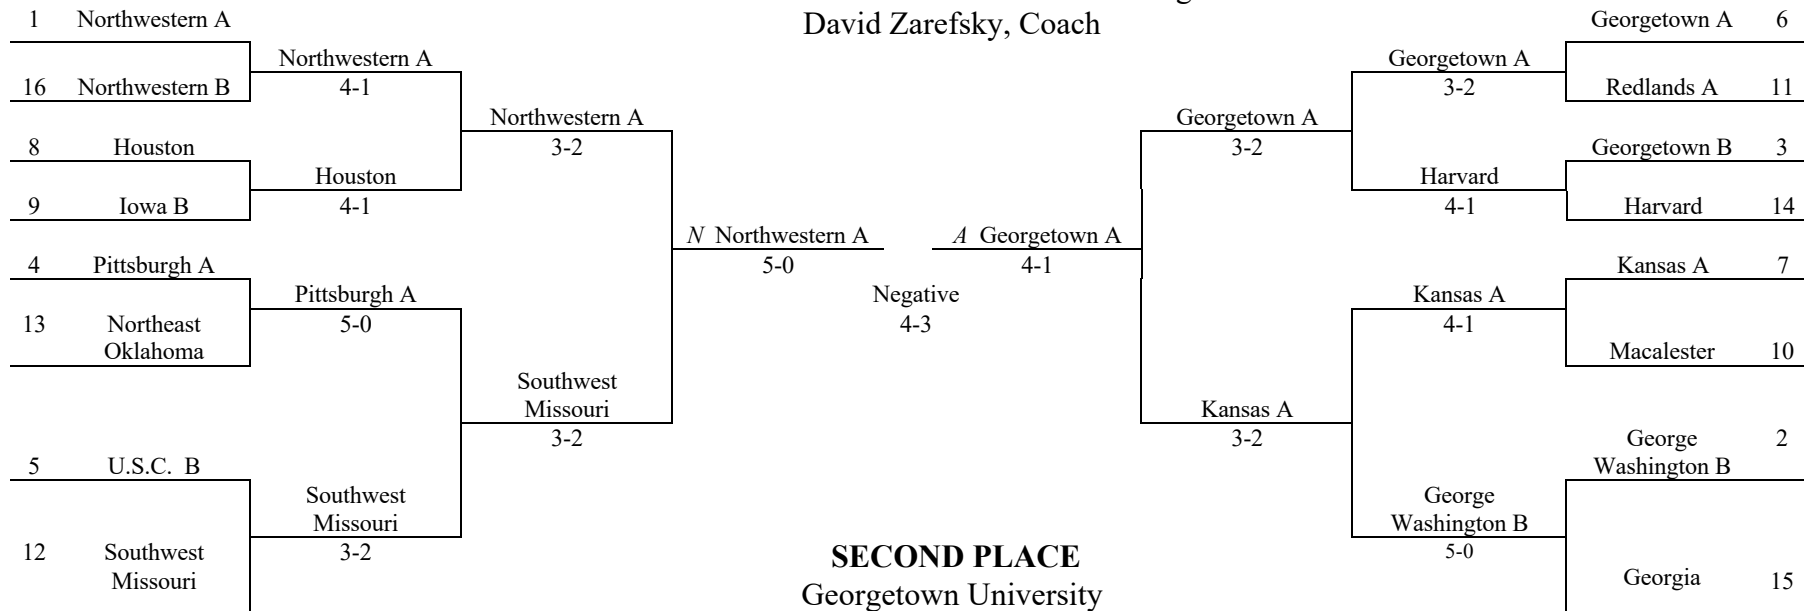 David Zarefsky, Coach
1 Northwestern A
Northwestern A
4-1
16 Northwestern B
Northwestern A
3-2
8 Houston
Houston
4-1
9 Iowa B
N Northwestern A
5-0
4 Pittsburgh A
Pittsburgh A
5-0
13 Northeast
Oklahoma
Southwest
Missouri
3-2
5 U.S.C. B
Southwest
Missouri
3-2
12 Southwest
Missouri
Negative
4-3
A Georgetown A
4-1
Georgetown A
3-2
Georgetown A
3-2
Georgetown A 6
Redlands A 11
Harvard
4-1
Georgetown B 3
Harvard 14
Kansas A
3-2
Kansas A
4-1
Kansas A 7
Macalester 10
George
Washington B
5-0
George
Washington B 2
Georgia 15
SECOND PLACE
Georgetown University